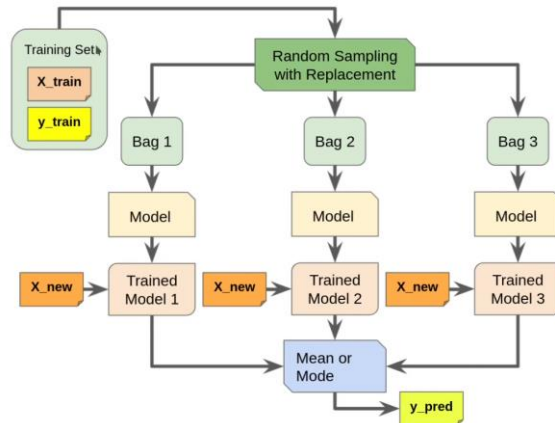 Training Set
X_train
y_train
Random Sampling
with Replacement
Bag 1
Bag 2
Bag 3
Model
Model
Model
X_new
Trained
Model 1
X_new
Trained
Model 2
X_new
Trained
Model 3
Mean or
Mode
y_pred